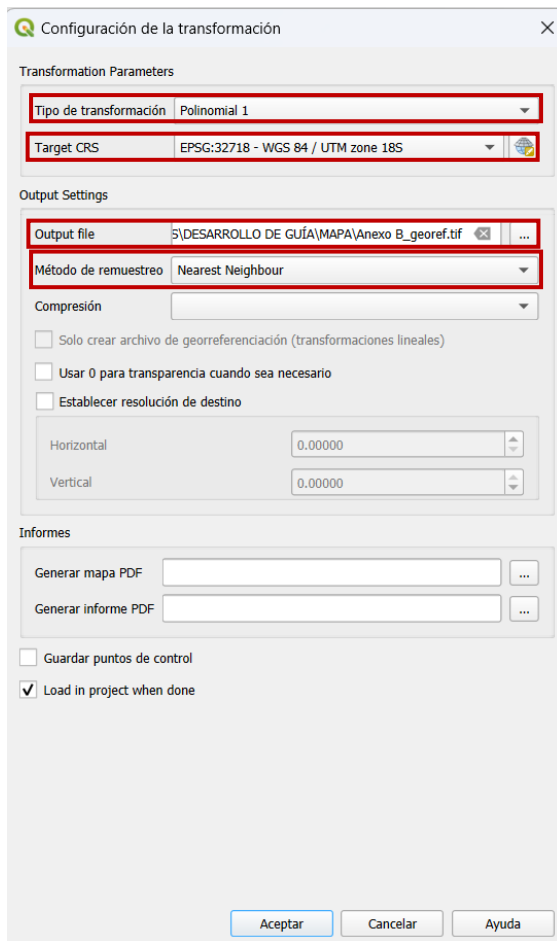 Configuración de la transformación
Transformation Parameters
Tipo de transformación Polinomial 1
Target CRS EPSG:32718 - WGS 84 / UTM zone 18S
Output Settings
Output file S\DESARROLLO DE GUÍA\MAPA\Anexo B_georef.tif ...
Método de remuestreo Nearest Neighbour
Compresión
Solo crear archivo de georreferenciación (transformaciones lineales)
Usar 0 para transparencia cuando sea necesario
Establecer resolución de destino
Horizontal 0.00000
Vertical 0.00000
Informes
Generar mapa PDF ...
Generar informe PDF ...
Guardar puntos de control
Load in project when done
Aceptar Cancelar Ayuda